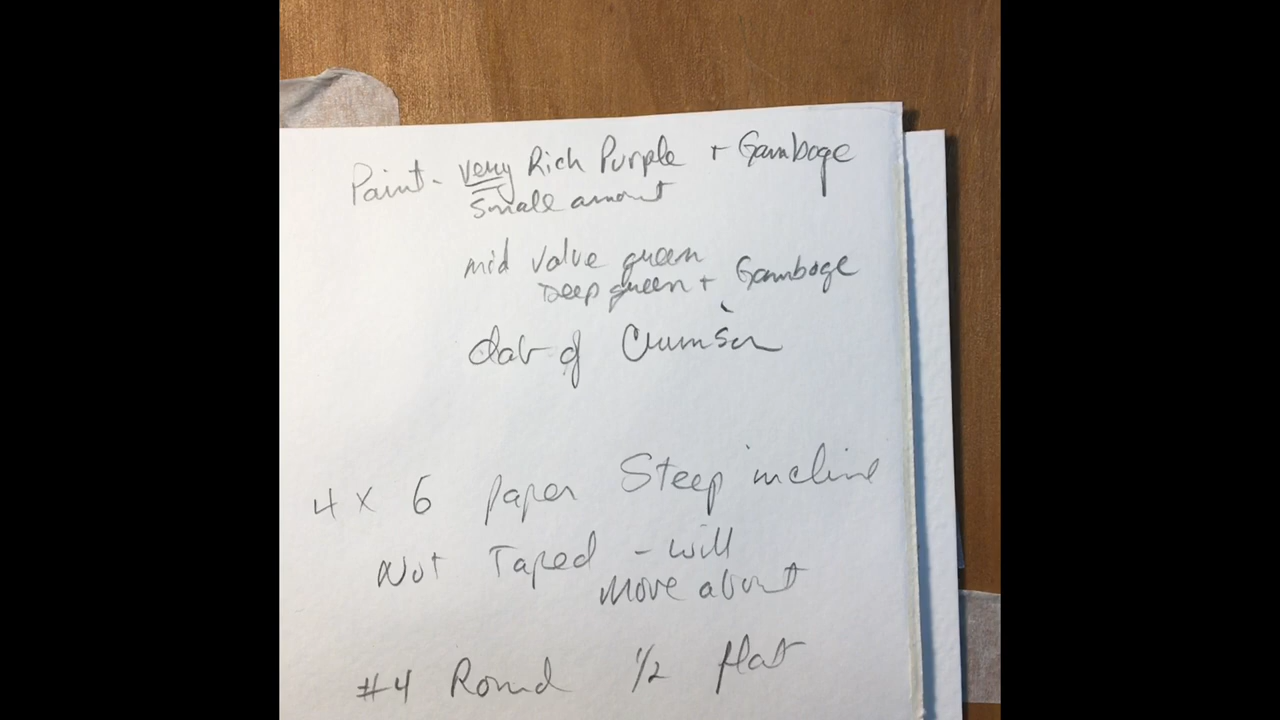 Paint - very Rich Purple + Gamboge
small amount
mid value green
Deep green + Gamboge
dab of Crimson
4 x 6 paper Steep incline
Not Taped - will
move about
#4 Round 1/2 flat